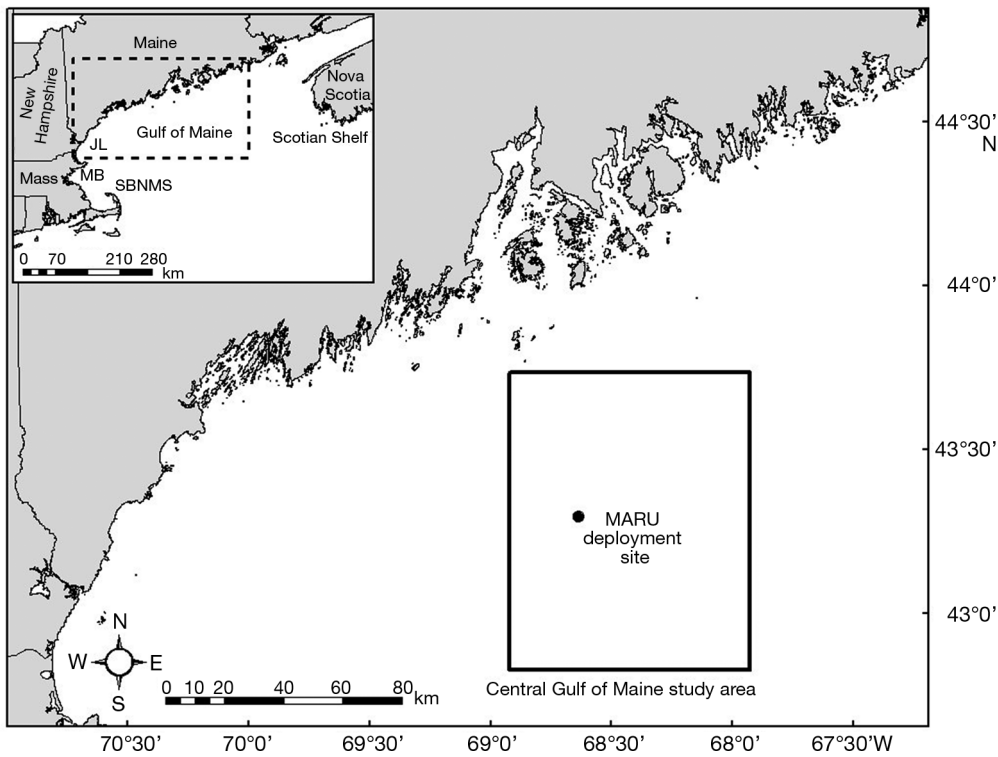 Maine
New
Hampshire
Nova
Scotia
Gulf of Maine
Scotian Shelf
JL
MB
Mass
SBNMS
0 70 210 280
km
44°30'
N
44°0'
43°30'
43°0'
MARU
deployment
site
Central Gulf of Maine study area
N
W E
S
0 10 20 40 60 80
km
70°30' 70°0' 69°30' 69°0' 68°30' 68°0' 67°30'W